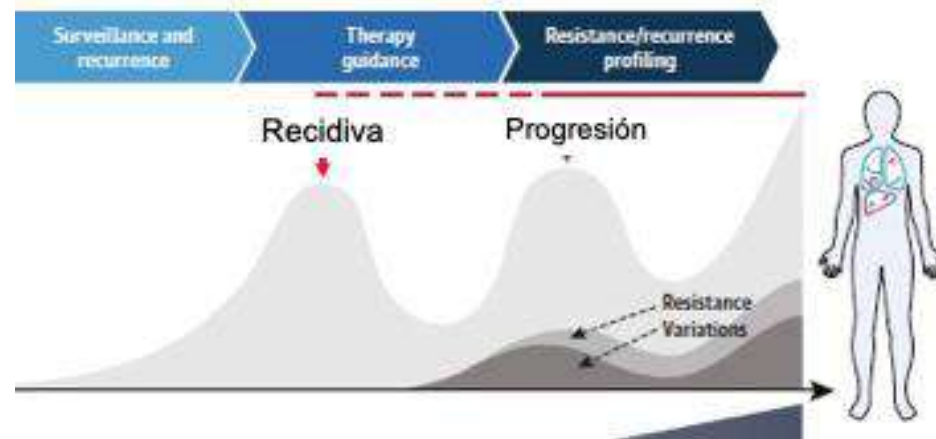 Surveillance and
recurrence
Therapy
guidance
Resistance/recurrence
profiling
Recidiva
Progresión
Resistance
Variations